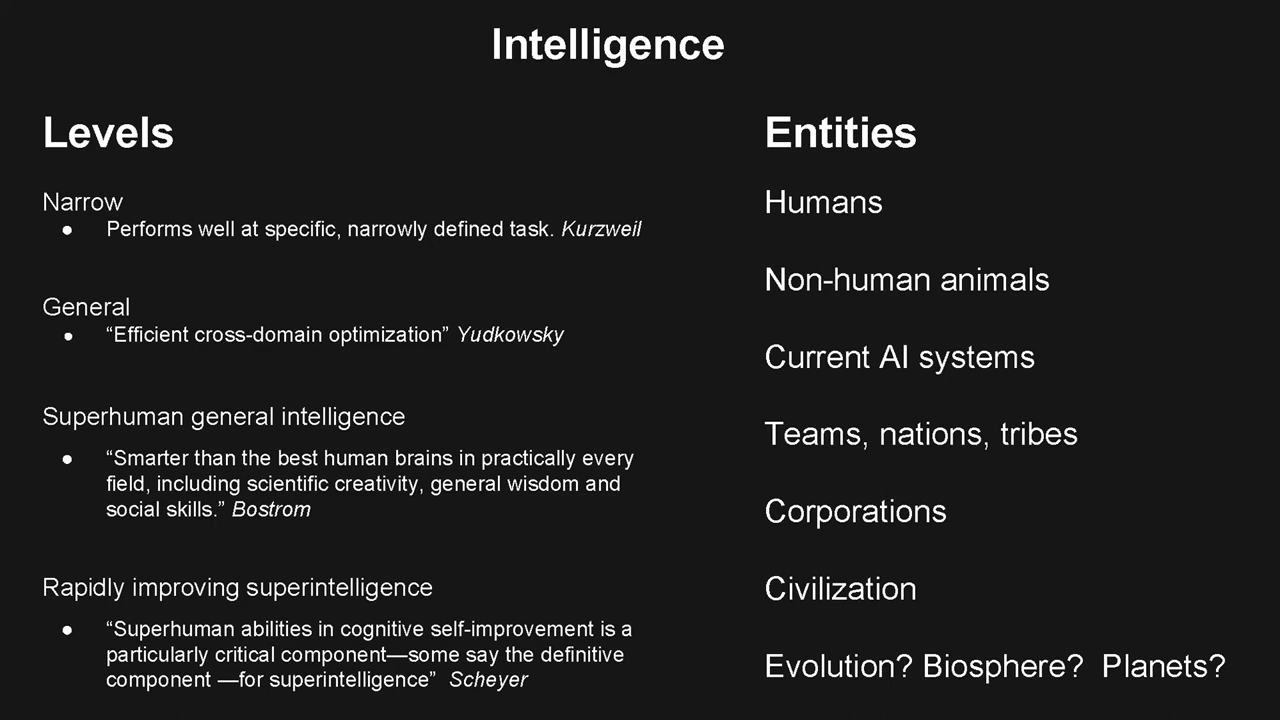 Intelligence
Levels
Narrow
● Performs well at specific, narrowly defined task. Kurzweil
General
● “Efficient cross-domain optimization” Yudkowsky
Superhuman general intelligence
● “Smarter than the best human brains in practically every
field, including scientific creativity, general wisdom and
social skills.” Bostrom
Rapidly improving superintelligence
● “Superhuman abilities in cognitive self-improvement is a
particularly critical component—some say the definitive
component —for superintelligence” Scheyer
Entities
Humans
Non-human animals
Current AI systems
Teams, nations, tribes
Corporations
Civilization
Evolution? Biosphere? Planets?